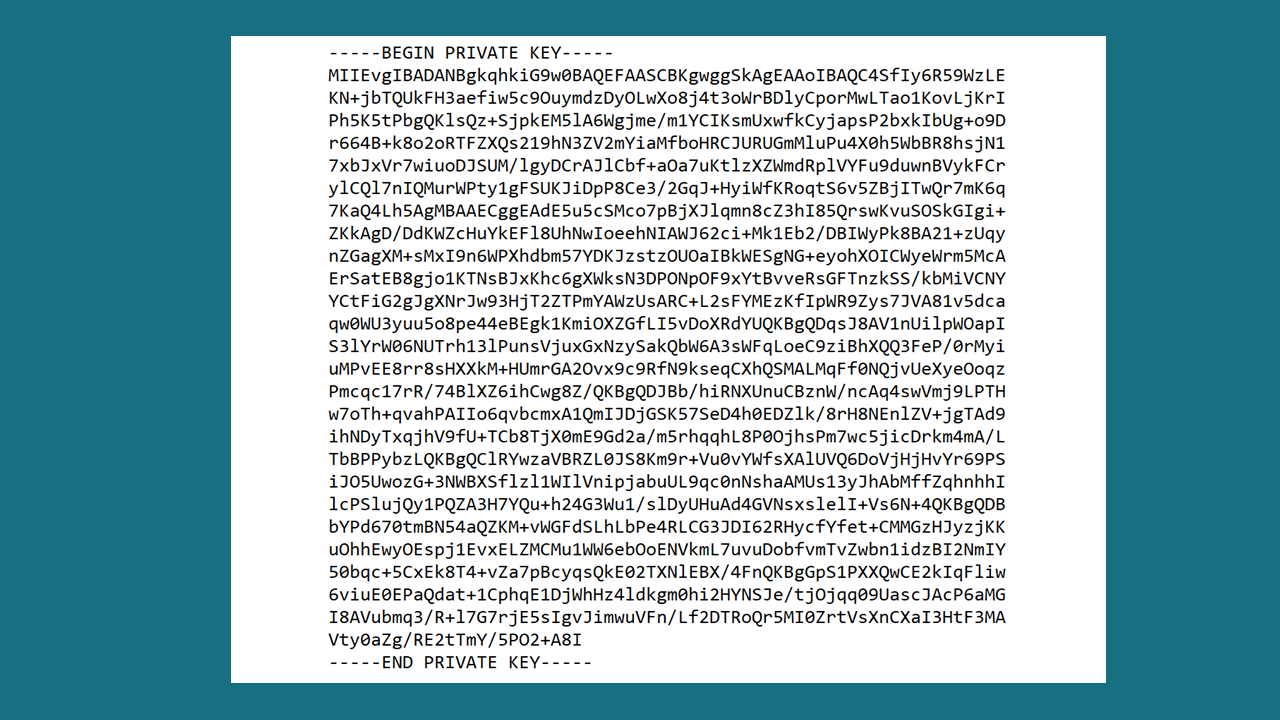 -----BEGIN PRIVATE KEY-----
MIIEvgIBADANBgkqhkiG9w0BAQEFAASCBKgwggSkAgEAAoIBAQC4SfIy6R59WzLE
KN+jbTQUkFH3aefiw5c9OuymdzDyOLwXo8j4t3oWrBDlyCporMwLTao1KovLjKrI
Ph5K5tPbgQKlsQz+SjpkEM5lA6Wgjme/m1YCIKsmUxwfkCyjapsP2bxkIbUg+o9D
r664B+k8o2oRTFZXQs219hN3ZV2mYiaMfboHRCJURUGmMluPu4X0h5WbBR8hsjN1
7xbJxVr7wiuoDJSUM/lgyDCrAJlCbf+aOa7uKtlzXZWmdRplVYFu9duwnBVykFCr
ylCQl7nIQMurWPty1gFSUKJiDpP8Ce3/2GqJ+HyiWfKRoqtS6v5ZBjITwQr7mK6q
7KaQ4Lh5AgMBAAECggEAdE5u5cSMco7pBjXJlqmn8cZ3hI85QrswKvuSOSkGIgi+
ZKkAgD/DdKWZcHuYkEFl8UhNwIoeehNIAWJ62ci+Mk1Eb2/DBIWyPk8BA21+zUqy
nZGagXM+sMxI9n6WPXhdbm57YDKJzstzOUOaIBkWESgNG+eyohXOICWyeWrm5McA
ErSatEB8gjo1KTNsBJxKhc6gXWksN3DPONpOF9xYtBvveRsGFTnzkSS/kbMiVCNY
YCtFiG2gJgXNrJw93HjT2ZTPmYAWzUsARC+L2sFYMEzKfIpWR9Zys7JVA81v5dca
qw0WU3yuu5o8pe44eBEgk1KmiOXZGfLI5vDoXRdYUQKBgQDqsJ8AV1nUilpWOapI
S3lYrW06NUTrh13lPunsVjuxGxNzySakQbW6A3sWFqLoeC9ziBhXQQ3FeP/0rMyi
uMPvEE8rr8sHXXkM+HUmrGA2Ovx9c9RfN9kseqCXhQSMALMqFf0NQjvUeXyeOoqz
Pmcqc17rR/74BlXZ6ihCwg8Z/QKBgQDJBb/hiRNXUnuCBznW/ncAq4swVmj9LPTH
w7oTh+qvahPAIIo6qvbcmxA1QmIJDjGSK57SeD4h0EDZlk/8rH8NEnlZV+jgTAd9
ihNDyTxqjhV9fU+TCb8TjX0mE9Gd2a/m5rhqqhL8P0OjhsPm7wc5jicDrkm4mA/L
TbBPPybzLQKBgQClRYwzaVBRZL0JS8Km9r+Vu0vYWfsXAlUVQ6DoVjHjHvYr69PS
iJO5UwozG+3NWBXSflzl1WIlVnipjabuUL9qc0nNshaAMUs13yJhAbMffZqhnhhI
lcPSlujQy1PQZA3H7YQu+h24G3Wu1/slDyUHuAd4GVNsxslelI+Vs6N+4QKBgQDB
bYPd670tmBN54aQZKM+vWGFdSLhLbPe4RLCG3JDI62RHycfYfet+CMMGzHJyzjKK
uOhhEwyOEspj1EvxELZMCMu1WW6ebOoENVkmL7uvuDobfvmTvZwbn1idzBI2NmIY
50bqc+5CxEk8T4+vZa7pBcyqsQkE02TXNlEBX/4FnQKBgGpS1PXXQwCE2kIqFliw
6viuE0EPaQdat+1CphqE1DjWhHz4ldkgm0hi2HYNSJe/tjOjqq09UascJAcP6aMG
I8AVubmq3/R+l7G7rjE5sIgvJimwuVFn/Lf2DTRoQr5MI0ZrtVsXnCXaI3HtF3MA
Vty0aZg/RE2tTmY/5PO2+A8I
-----END PRIVATE KEY-----